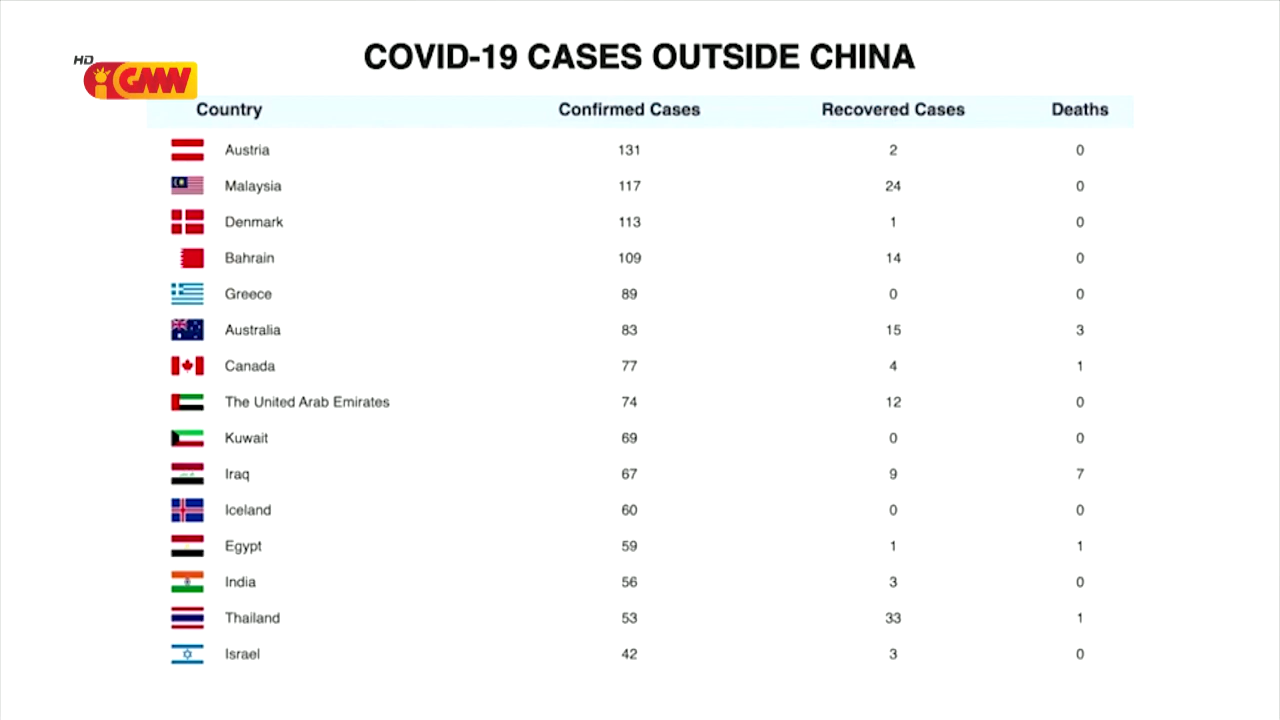 COVID-19 CASES OUTSIDE CHINA
HD
iGMW
Country Confirmed Cases Recovered Cases Deaths
Austria 131 2 0
Malaysia 117 24 0
Denmark 113 1 0
Bahrain 109 14 0
Greece 89 0 0
Australia 83 15 3
Canada 77 4 1
The United Arab Emirates 74 12 0
Kuwait 69 0 0
Iraq 67 9 7
Iceland 60 0 0
Egypt 59 1 1
India 56 3 0
Thailand 53 33 1
Israel 42 3 0